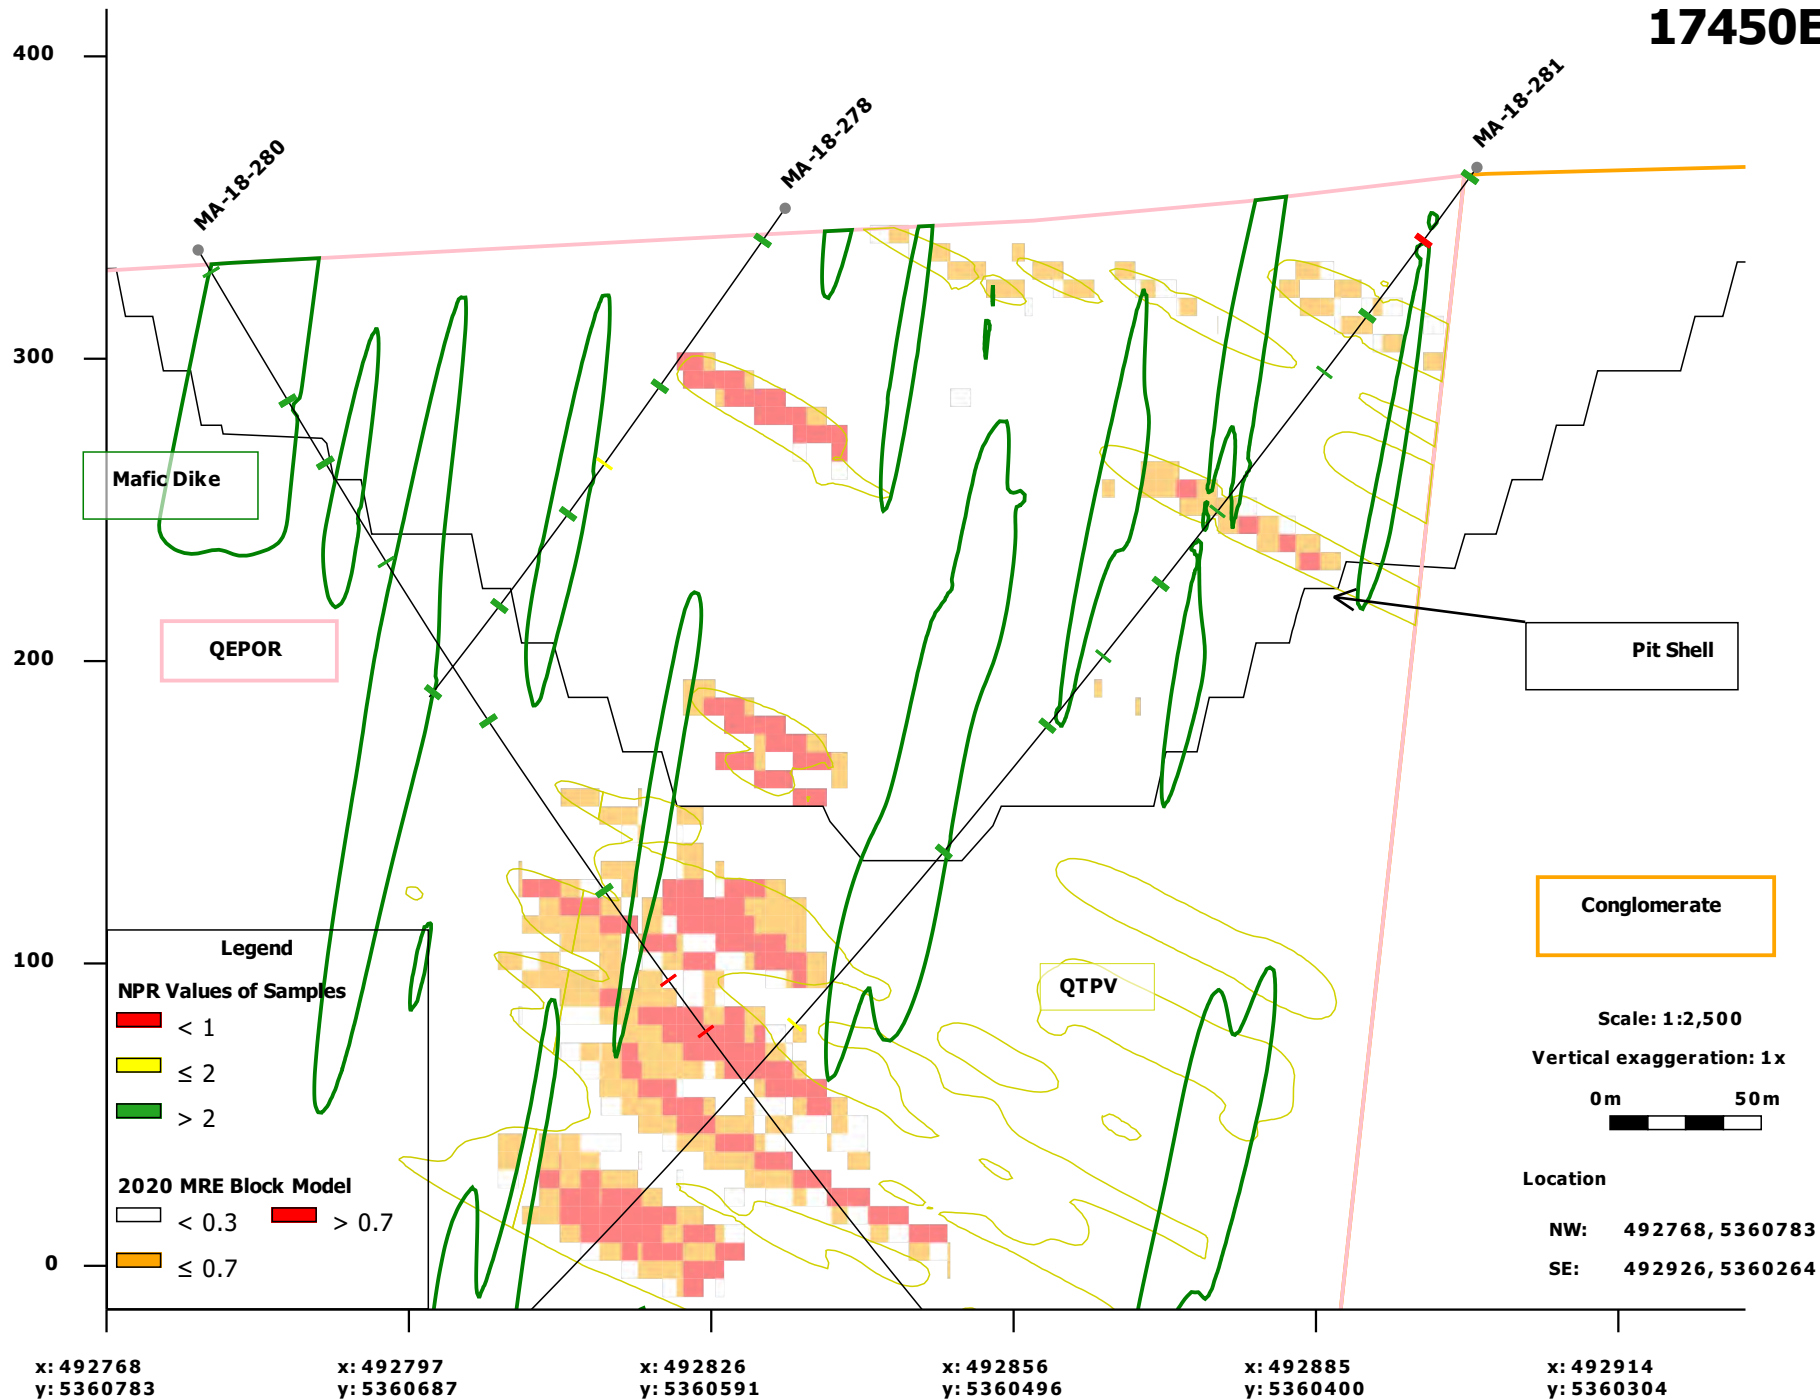 17450E
400
MA-18-280
MA-18-278
MA-18-281
300
Mafic Dike
QEPOR
200
Pit Shell
Conglomerate
100
QTPV
Legend
NPR Values of Samples
< 1
≤ 2
> 2
2020 MRE Block Model
< 0.3
> 0.7
≤ 0.7
0
Scale: 1:2,500
Vertical exaggeration: 1x
0m 50m
Location
NW: 492768, 5360783
SE: 492926, 5360264
x: 492768
y: 5360783
x: 492797
y: 5360687
x: 492826
y: 5360591
x: 492856
y: 5360496
x: 492885
y: 5360400
x: 492914
y: 5360304